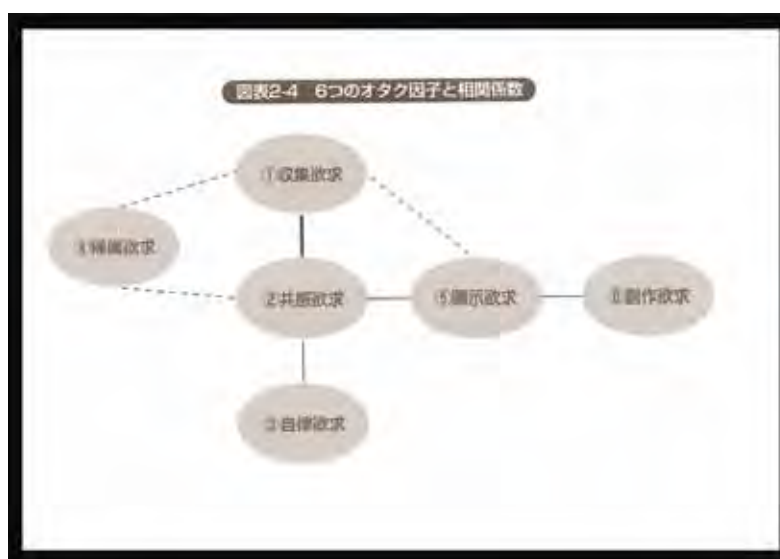 図表2-4 6つのオタク因子と相関係数
①収集欲求
④帰属欲求
②共感欲求
⑤顕示欲求
⑥創作欲求
③自律欲求